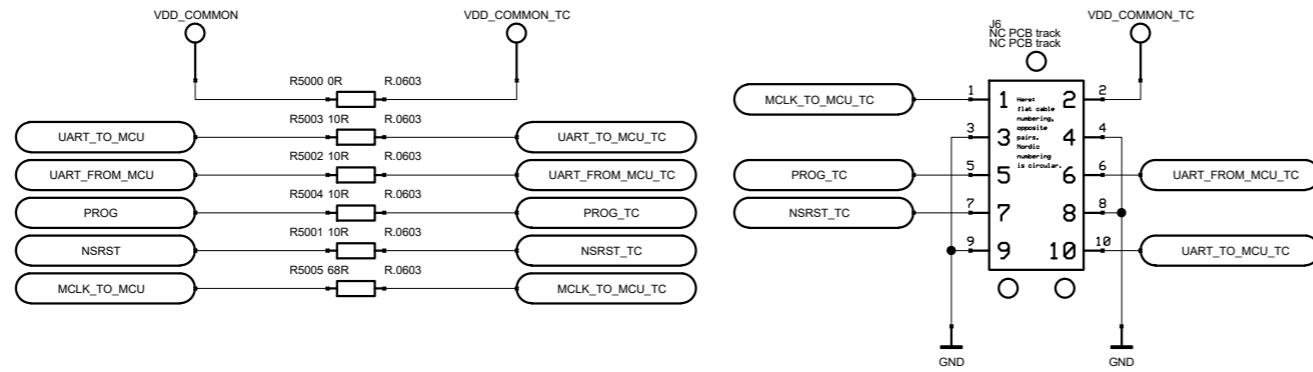 VDD_COMMON
VDD_COMMON_TC
R5000 0R R.0603
UART_TO_MCU R5003 10R R.0603 UART_TO_MCU_TC
UART_FROM_MCU R5002 10R R.0603 UART_FROM_MCU_TC
PROG R5004 10R R.0603 PROG_TC
NSRST R5001 10R R.0603 NSRST_TC
MCLK_TO_MCU R5005 68R R.0603 MCLK_TO_MCU_TC
J6
NC PCB track
NC PCB track
VDD_COMMON_TC
MCLK_TO_MCU_TC 1 1 2 2
Here:
flat cable
numbering,
opposite
pairs.
Nordic
numbering
is circular.
3 3 4 4
PROG_TC 5 5 6 6 UART_FROM_MCU_TC
NSRST_TC 7 7 8 8
9 9 10 10 UART_TO_MCU_TC
GND
GND